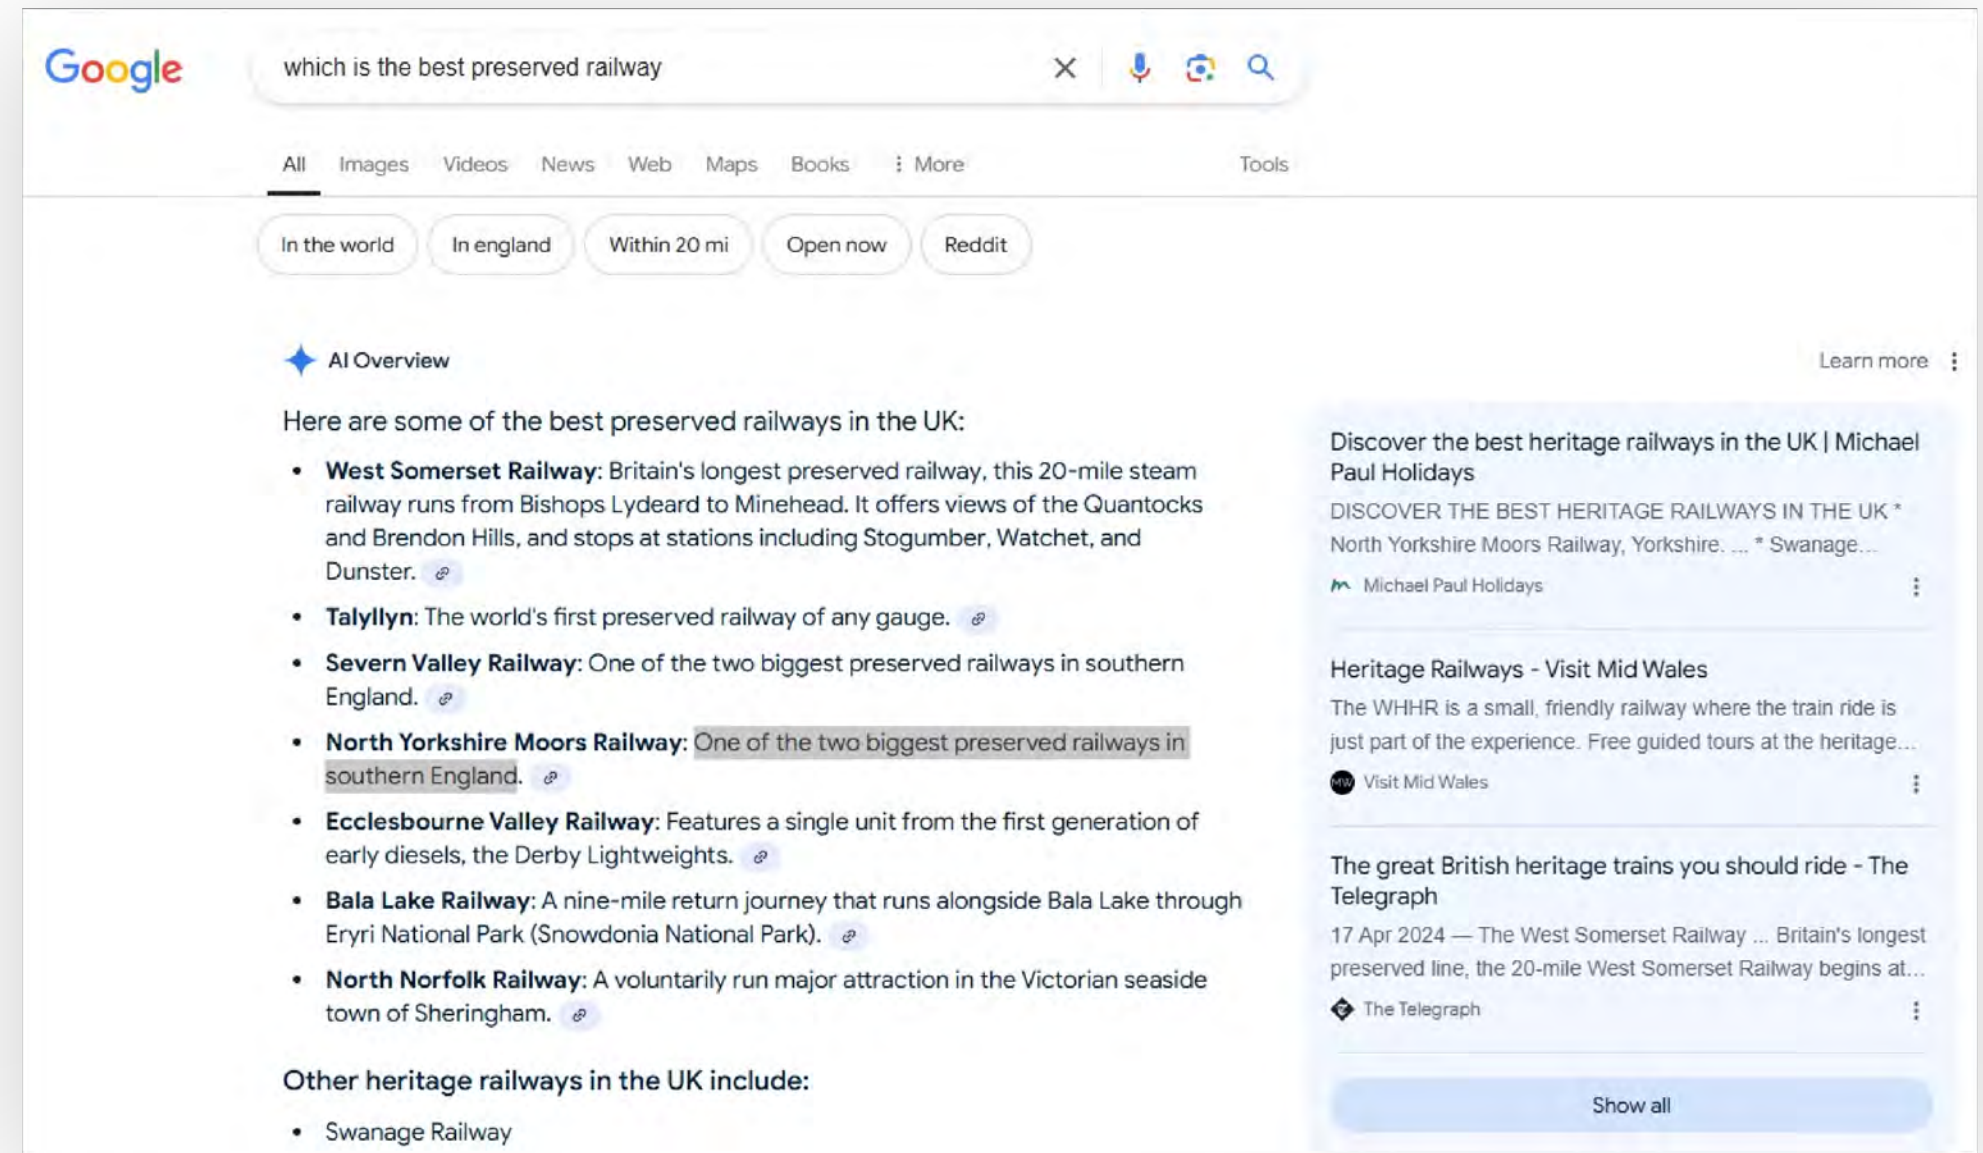 Google
which is the best preserved railway
All Images Videos News Web Maps Books More Tools
In the world In england Within 20 mi Open now Reddit
AI Overview
Learn more
Here are some of the best preserved railways in the UK:
• West Somerset Railway: Britain's longest preserved railway, this 20-mile steam
railway runs from Bishops Lydeard to Minehead. It offers views of the Quantocks
and Brendon Hills, and stops at stations including Stogumber, Watchet, and
Dunster.
• Talyllyn: The world's first preserved railway of any gauge.
• Severn Valley Railway: One of the two biggest preserved railways in southern
England.
• North Yorkshire Moors Railway: One of the two biggest preserved railways in
southern England.
• Ecclesbourne Valley Railway: Features a single unit from the first generation of
early diesels, the Derby Lightweights.
• Bala Lake Railway: A nine-mile return journey that runs alongside Bala Lake through
Eryri National Park (Snowdonia National Park).
• North Norfolk Railway: A voluntarily run major attraction in the Victorian seaside
town of Sheringham.
Other heritage railways in the UK include:
• Swanage Railway
Discover the best heritage railways in the UK | Michael
Paul Holidays
DISCOVER THE BEST HERITAGE RAILWAYS IN THE UK *
North Yorkshire Moors Railway, Yorkshire. ... * Swanage...
Michael Paul Holidays
Heritage Railways - Visit Mid Wales
The WHHR is a small, friendly railway where the train ride is
just part of the experience. Free guided tours at the heritage...
MW Visit Mid Wales
The great British heritage trains you should ride - The
Telegraph
17 Apr 2024 — The West Somerset Railway ... Britain's longest
preserved line, the 20-mile West Somerset Railway begins at...
The Telegraph
Show all